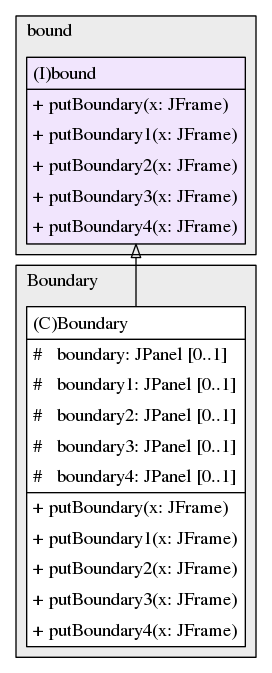 bound
(I)bound
+ putBoundary(x: JFrame)
+ putBoundary1(x: JFrame)
+ putBoundary2(x: JFrame)
+ putBoundary3(x: JFrame)
+ putBoundary4(x: JFrame)
Boundary
(C)Boundary
# boundary: JPanel [0..1]
# boundary1: JPanel [0..1]
# boundary2: JPanel [0..1]
# boundary3: JPanel [0..1]
# boundary4: JPanel [0..1]
+ putBoundary(x: JFrame)
+ putBoundary1(x: JFrame)
+ putBoundary2(x: JFrame)
+ putBoundary3(x: JFrame)
+ putBoundary4(x: JFrame)